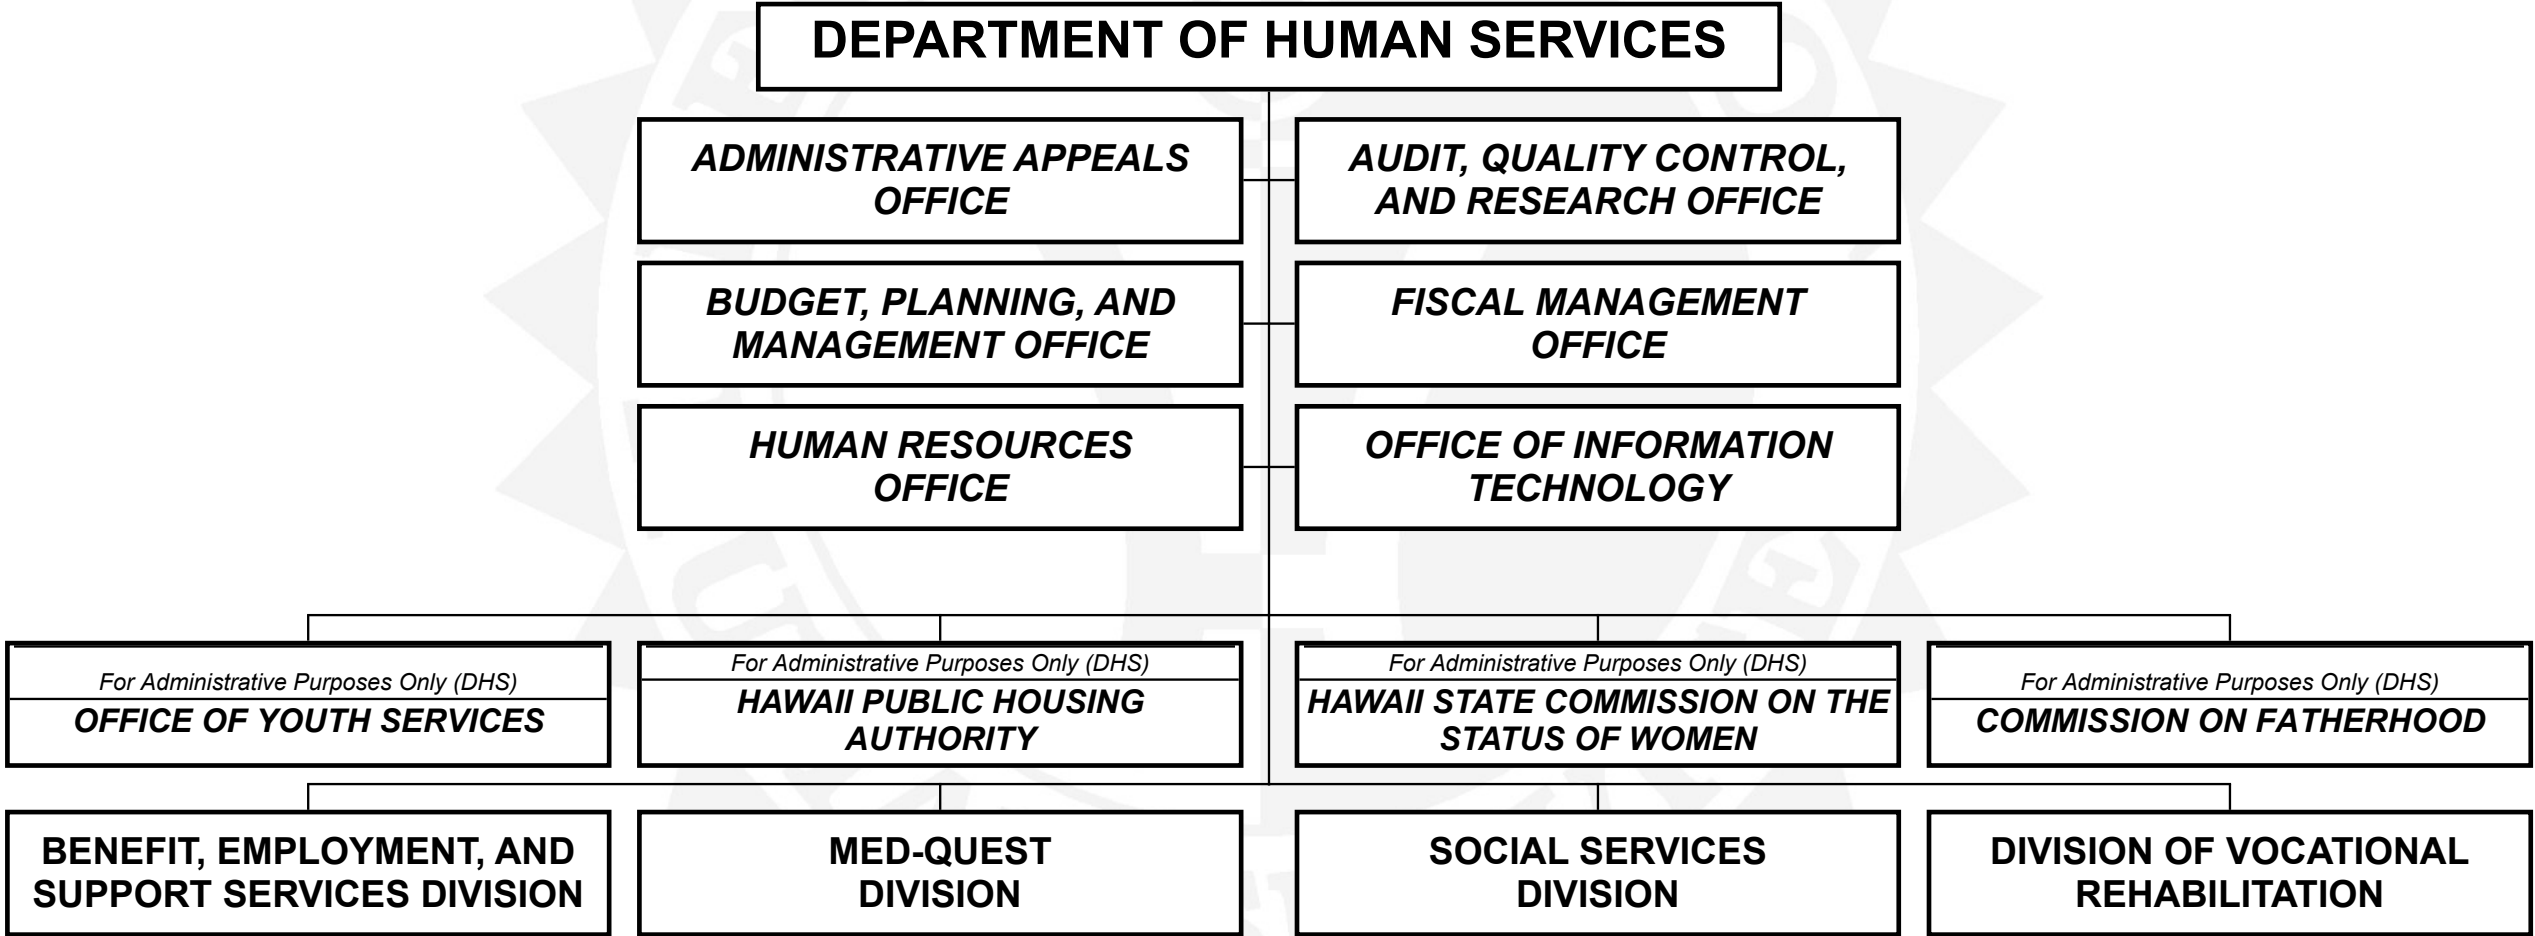 DEPARTMENT OF HUMAN SERVICES
ADMINISTRATIVE APPEALS
OFFICE
AUDIT, QUALITY CONTROL,
AND RESEARCH OFFICE
BUDGET, PLANNING, AND
MANAGEMENT OFFICE
FISCAL MANAGEMENT
OFFICE
HUMAN RESOURCES
OFFICE
OFFICE OF INFORMATION
TECHNOLOGY
For Administrative Purposes Only (DHS)
OFFICE OF YOUTH SERVICES
For Administrative Purposes Only (DHS)
HAWAII PUBLIC HOUSING
AUTHORITY
For Administrative Purposes Only (DHS)
HAWAII STATE COMMISSION ON THE
STATUS OF WOMEN
For Administrative Purposes Only (DHS)
COMMISSION ON FATHERHOOD
BENEFIT, EMPLOYMENT, AND
SUPPORT SERVICES DIVISION
MED-QUEST
DIVISION
SOCIAL SERVICES
DIVISION
DIVISION OF VOCATIONAL
REHABILITATION